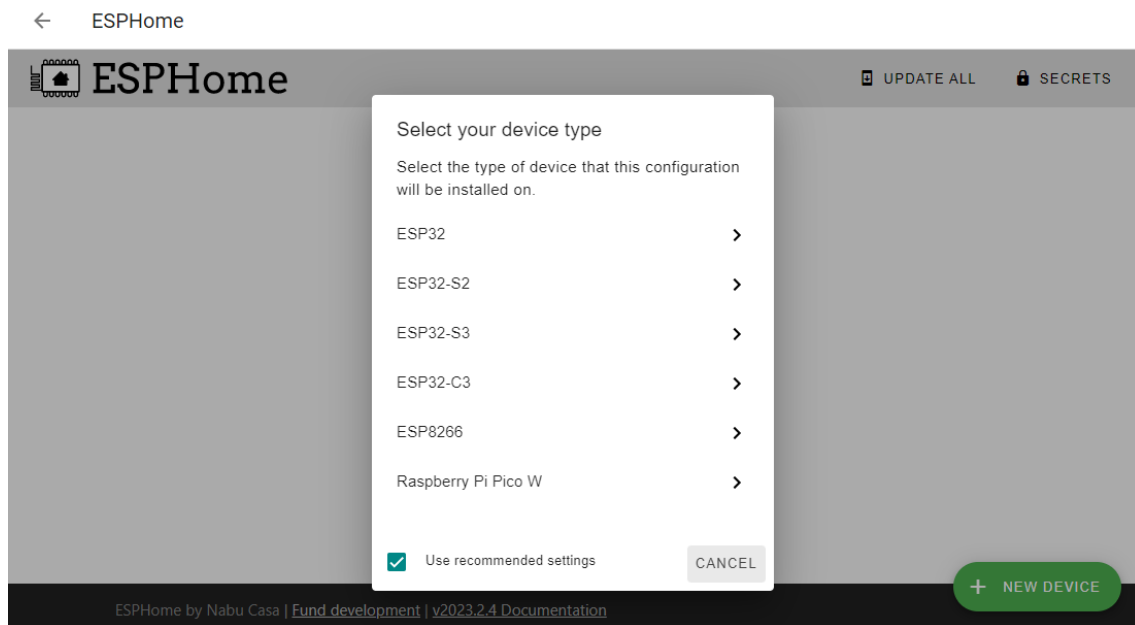 ESPHome
ESPHome
UPDATE ALL
SECRETS
Select your device type
Select the type of device that this configuration
will be installed on.
ESP32
ESP32-S2
ESP32-S3
ESP32-C3
ESP8266
Raspberry Pi Pico W
Use recommended settings
CANCEL
NEW DEVICE
ESPHome by Nabu Casa | Fund development | v2023.2.4 Documentation